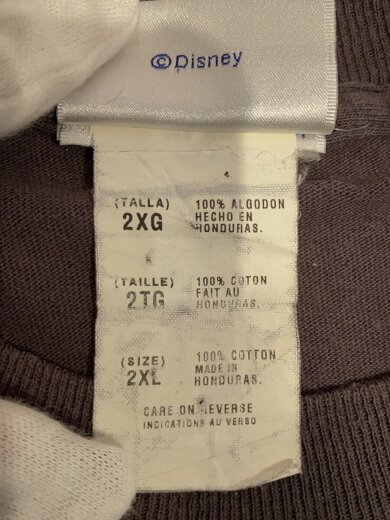 ©Disney
(TALLA) 100% ALGODON
2XG HECHO EN
HONDURAS.
(TAILLE) 100% COTON
2TG FAIT AU
HONDURAS.
(SIZE) 100% COTTON
2XL MADE IN
HONDURAS.
CARE ON REVERSE
INDICATIONS AU VERSO